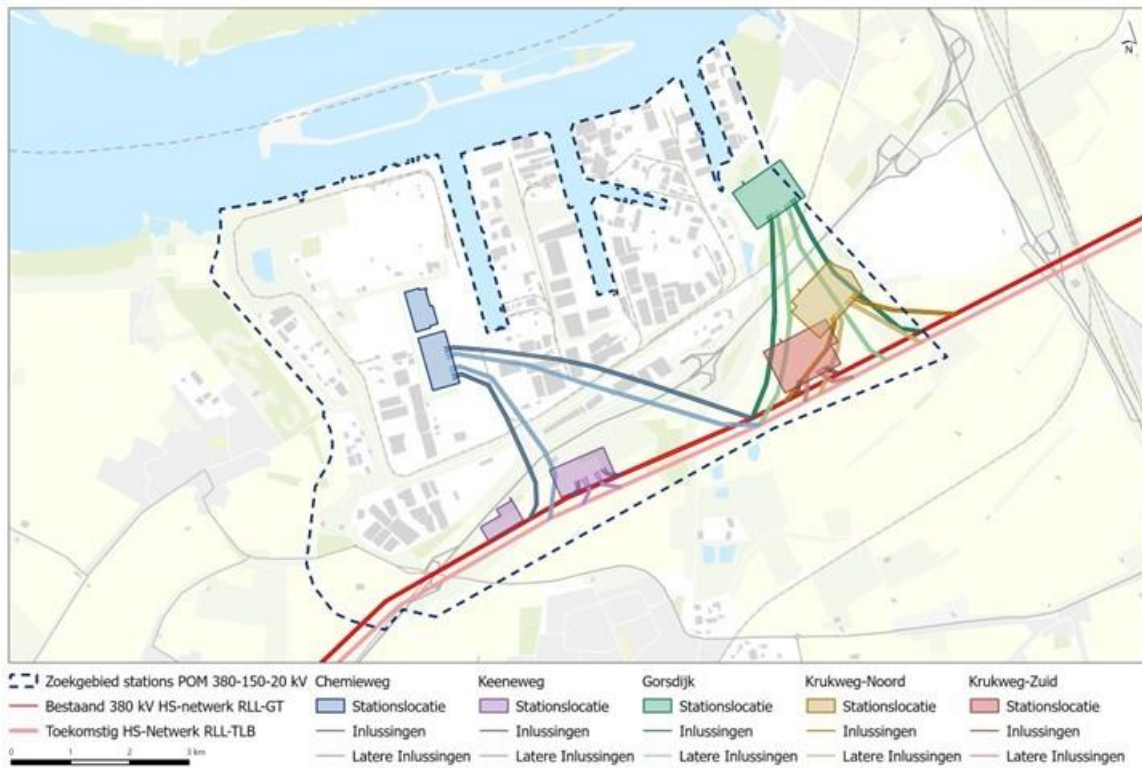 N
Zoekgebied stations POM 380-150-20 kV
Bestaand 380 kV HS-netwerk RLL-GT
Toekomstig HS-Netwerk RLL-TLB
0 1 2 3 km
Chemieweg
Stationslocatie
Inlussingen
Latere Inlussingen
Keeneweg
Stationslocatie
Inlussingen
Latere Inlussingen
Gorsdijk
Stationslocatie
Inlussingen
Latere Inlussingen
Krukweg-Noord
Stationslocatie
Inlussingen
Latere Inlussingen
Krukweg-Zuid
Stationslocatie
Inlussingen
Latere Inlussingen